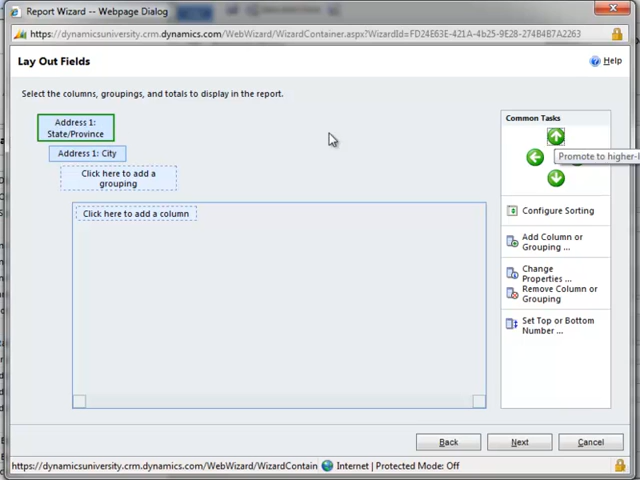 Report Wizard -- Webpage Dialog
https://dynamicsuniversity.crm.dynamics.com/WebWizard/WizardContainer.aspx?WizardId=FD24E63E-421A-4b25-9E28-274B4B7A2263
Lay Out Fields
Help
Select the columns, groupings, and totals to display in the report.
Address 1:
State/Province
Address 1: City
Click here to add a
grouping
Click here to add a column
Common Tasks
Promote to higher-l
Configure Sorting
Add Column or
Grouping ...
Change
Properties ...
Remove Column or
Grouping
Set Top or Bottom
Number ...
Back
Next
Cancel
https://dynamicsuniversity.crm.dynamics.com/WebWizard/WizardContain
Internet | Protected Mode: Off